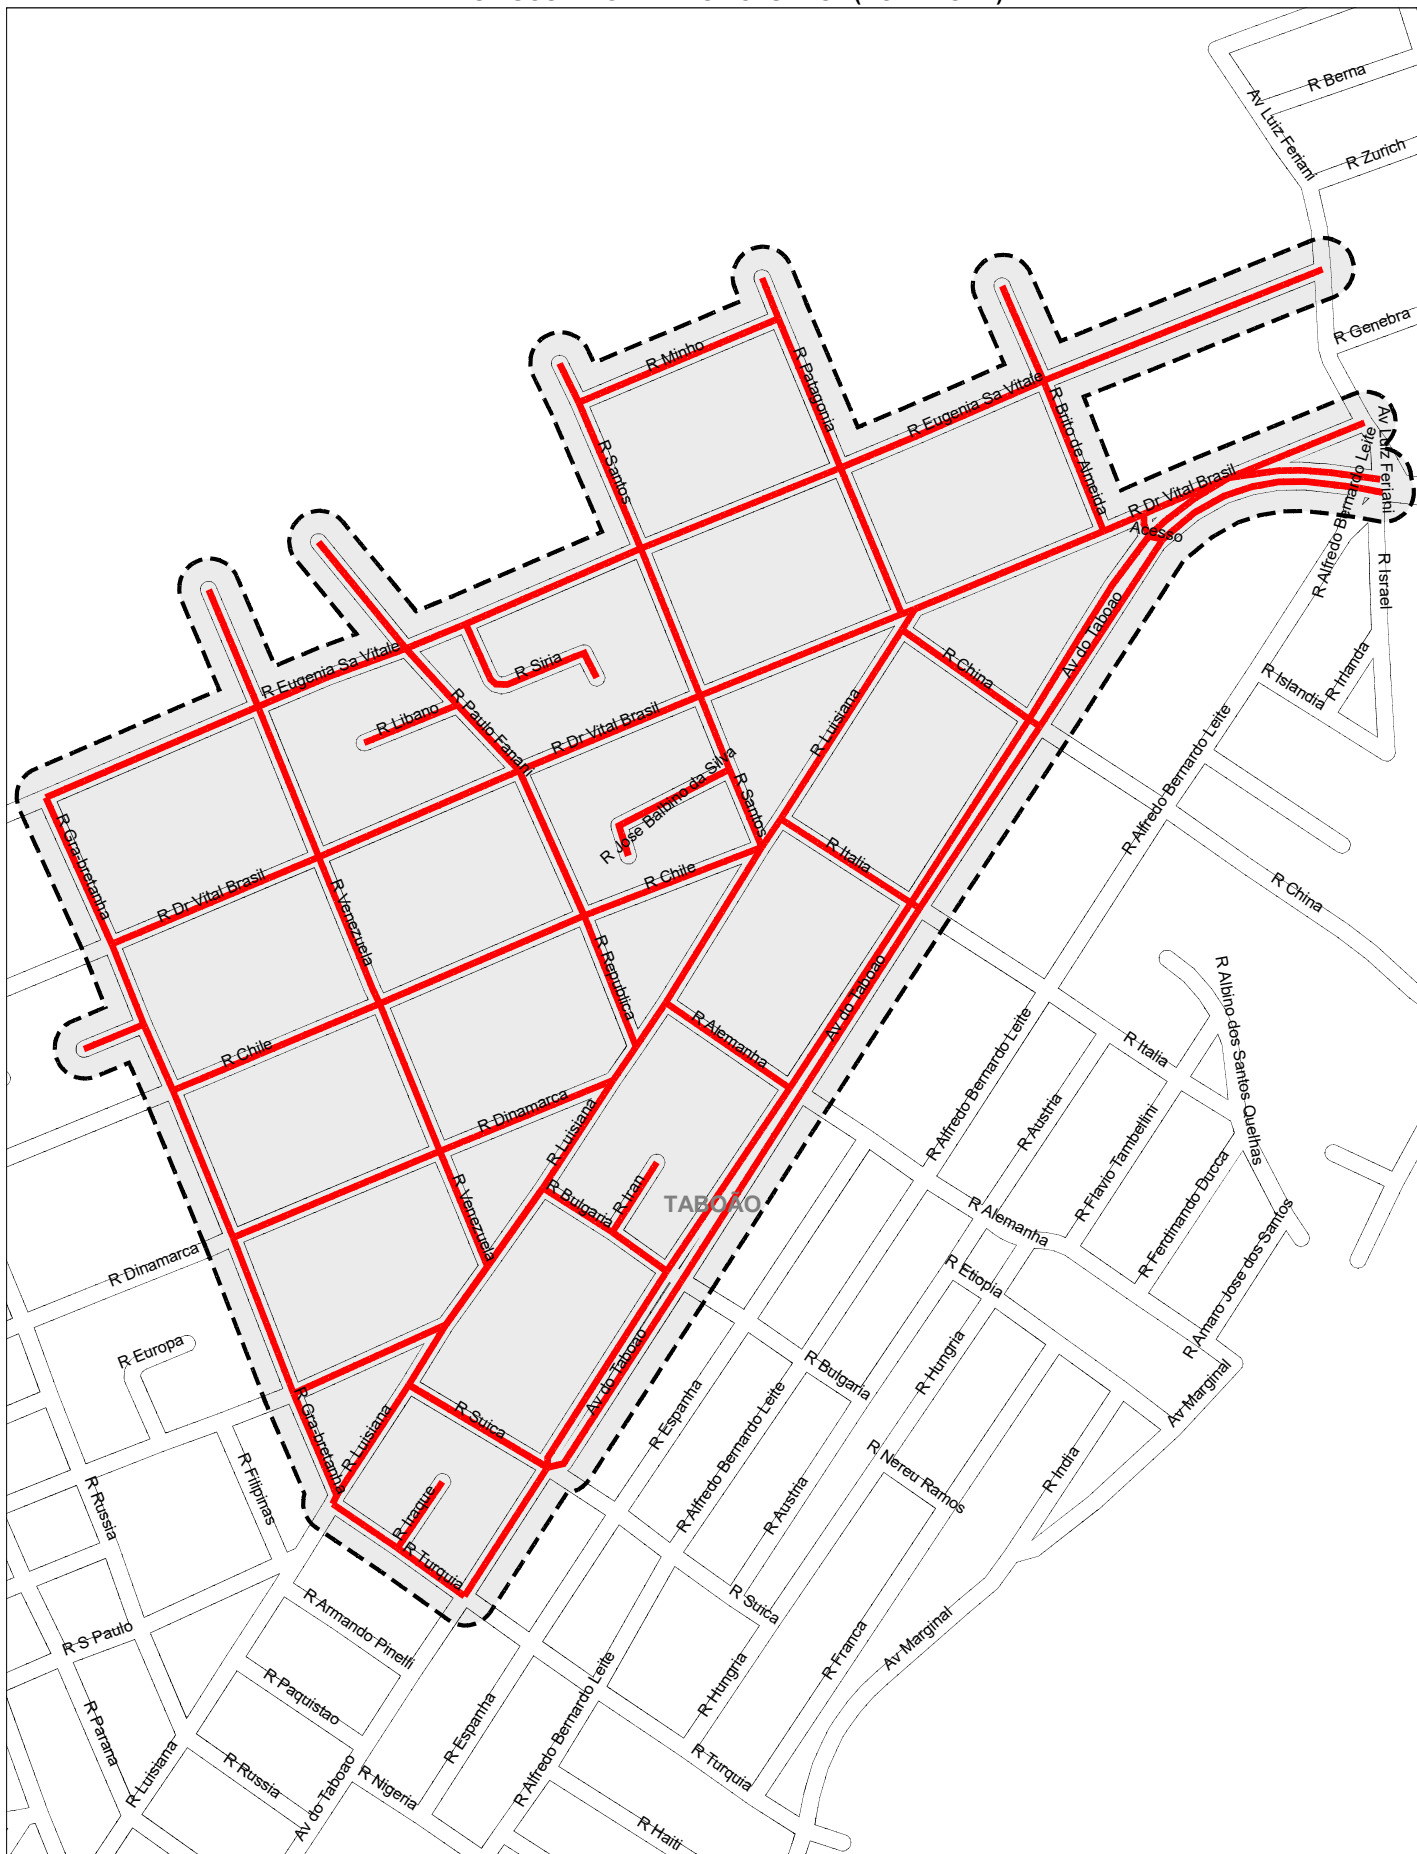 R Berna
Av Luiz Feriani
R Zurich
R Genebra
R Minho
R Patagonia
R Eugenia Sa Vitale
R Brito de Almeida
Av Luiz Feriani
R Santos
R Dr Vital Brasil
R Alfredo Bernardo Leite
Acesso
R Israel
Av do Taboao
R Eugenia Sa Vitale
R Siria
R China
R Irlanda
R Islandia
R Libano
R Paulo Fanarri
R Dr Vital Brasil
R Luisiana
R Alfredo Bernardo Leite
R Jose Balbino da Silva
R Santos
R Gra-bretanha
R Italia
R Chile
R Dr Vital Brasil
R Venezuela
R China
R Republica
Av do Taboao
R Albino dos Santos Quelhas
R Alemanha
R Chile
R Italia
R Alfredo Bernardo Leite
R Dinamarca
R Luisiana
R Austria
R Flavio Tambellini
R Ferdinando Ducca
R Venezuela
R Bulgaria
R Iran
TABOÃO
R Alemanha
R Amaro Jose dos Santos
R Dinamarca
R Etiopia
R Europa
Av do Taboao
R Bulgaria
R Hungria
R Espanha
R Alfredo Bernardo Leite
Av Marginal
R Gra-bretanha
R Luisiana
R Suica
R Nereu Ramos
R India
R Russia
R Filipinas
R Iraque
R Austria
R Turquia
R Suica
R Armando Pinelli
R S Paulo
R Franca
Av Marginal
R Hungria
R Paquistao
R Espanha
R Alfredo Bernardo Leite
R Parana
R Luisiana
R Russia
Av do Taboao
R Nigeria
R Turquia
R Haiti